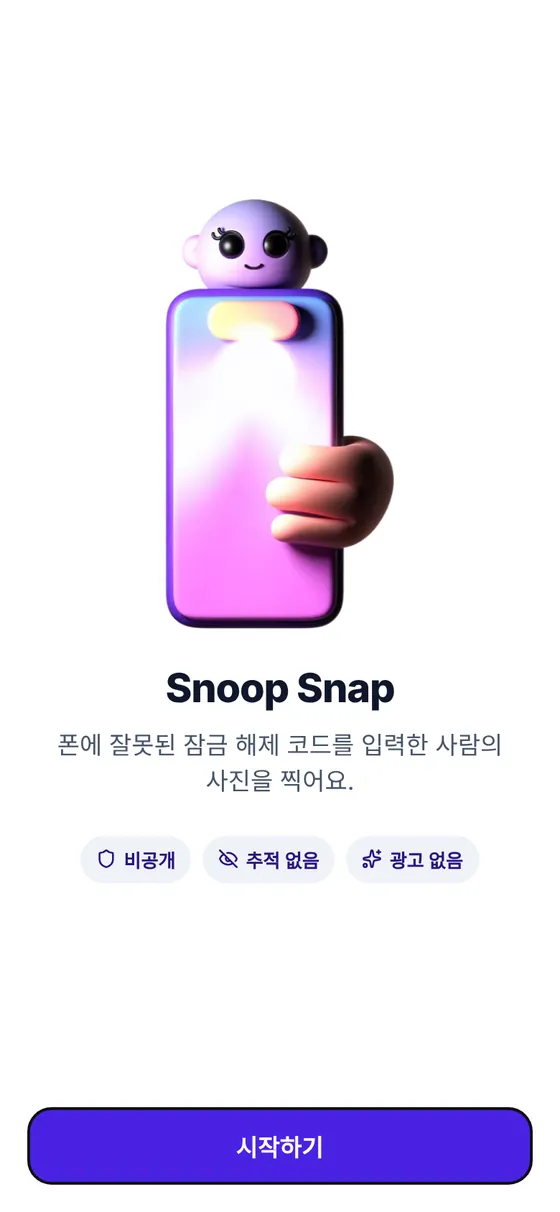 Snoop Snap
폰에 잘못된 잠금 해제 코드를 입력한 사람의
사진을 찍어요.
비공개
추적 없음
광고 없음
시작하기